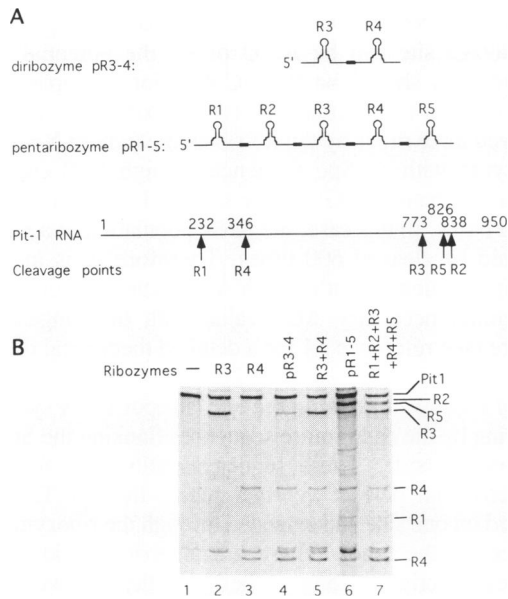 A
R3 R4
diribozyme pR3-4: 5'
R1 R2 R3 R4 R5
pentaribozyme pR1-5: 5'
826
1 232 346 773 838 950
Pit-1 RNA
Cleavage points R1 R4 R3 R5 R2
B
Ribozymes — R3 R4 pR3-4 R3+R4 pR1-5 R1+R2+R3
+R4+R5
Pit1
R2
R5
R3
R4
R1
R4
1 2 3 4 5 6 7